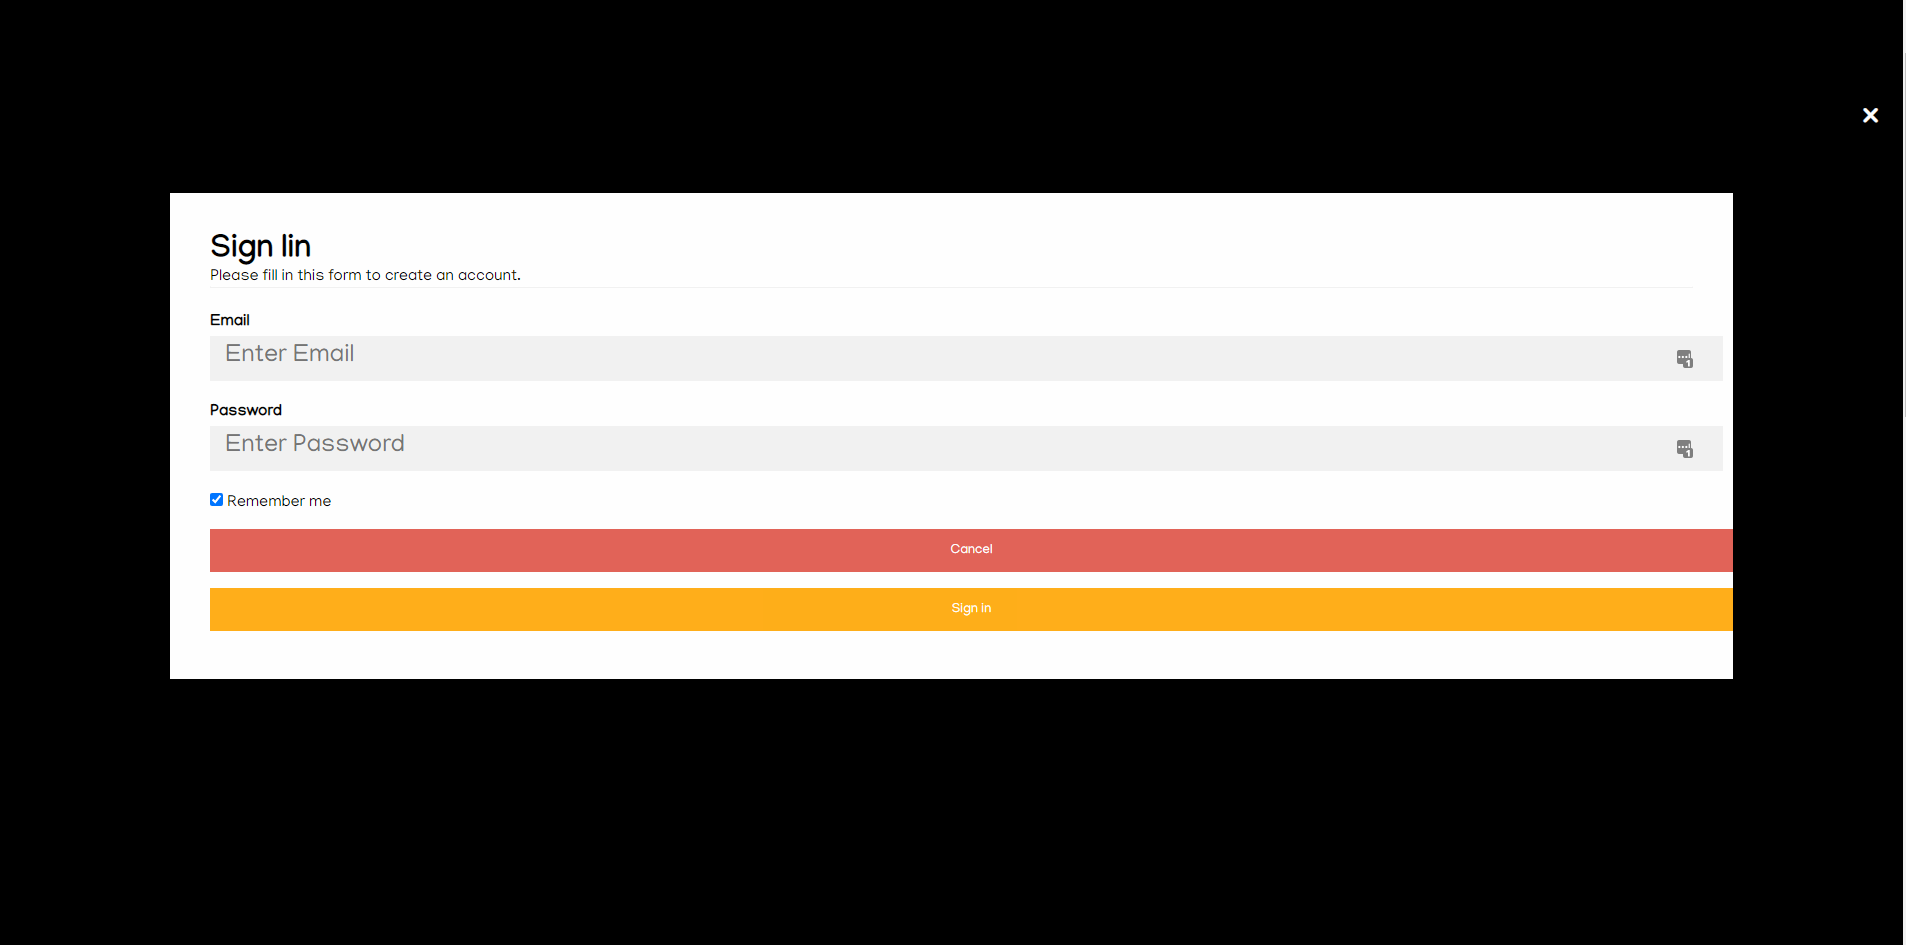 Sign Iin
Please fill in this form to create an account.
Email
Enter Email
Password
Enter Password
Remember me
Cancel
Sign in